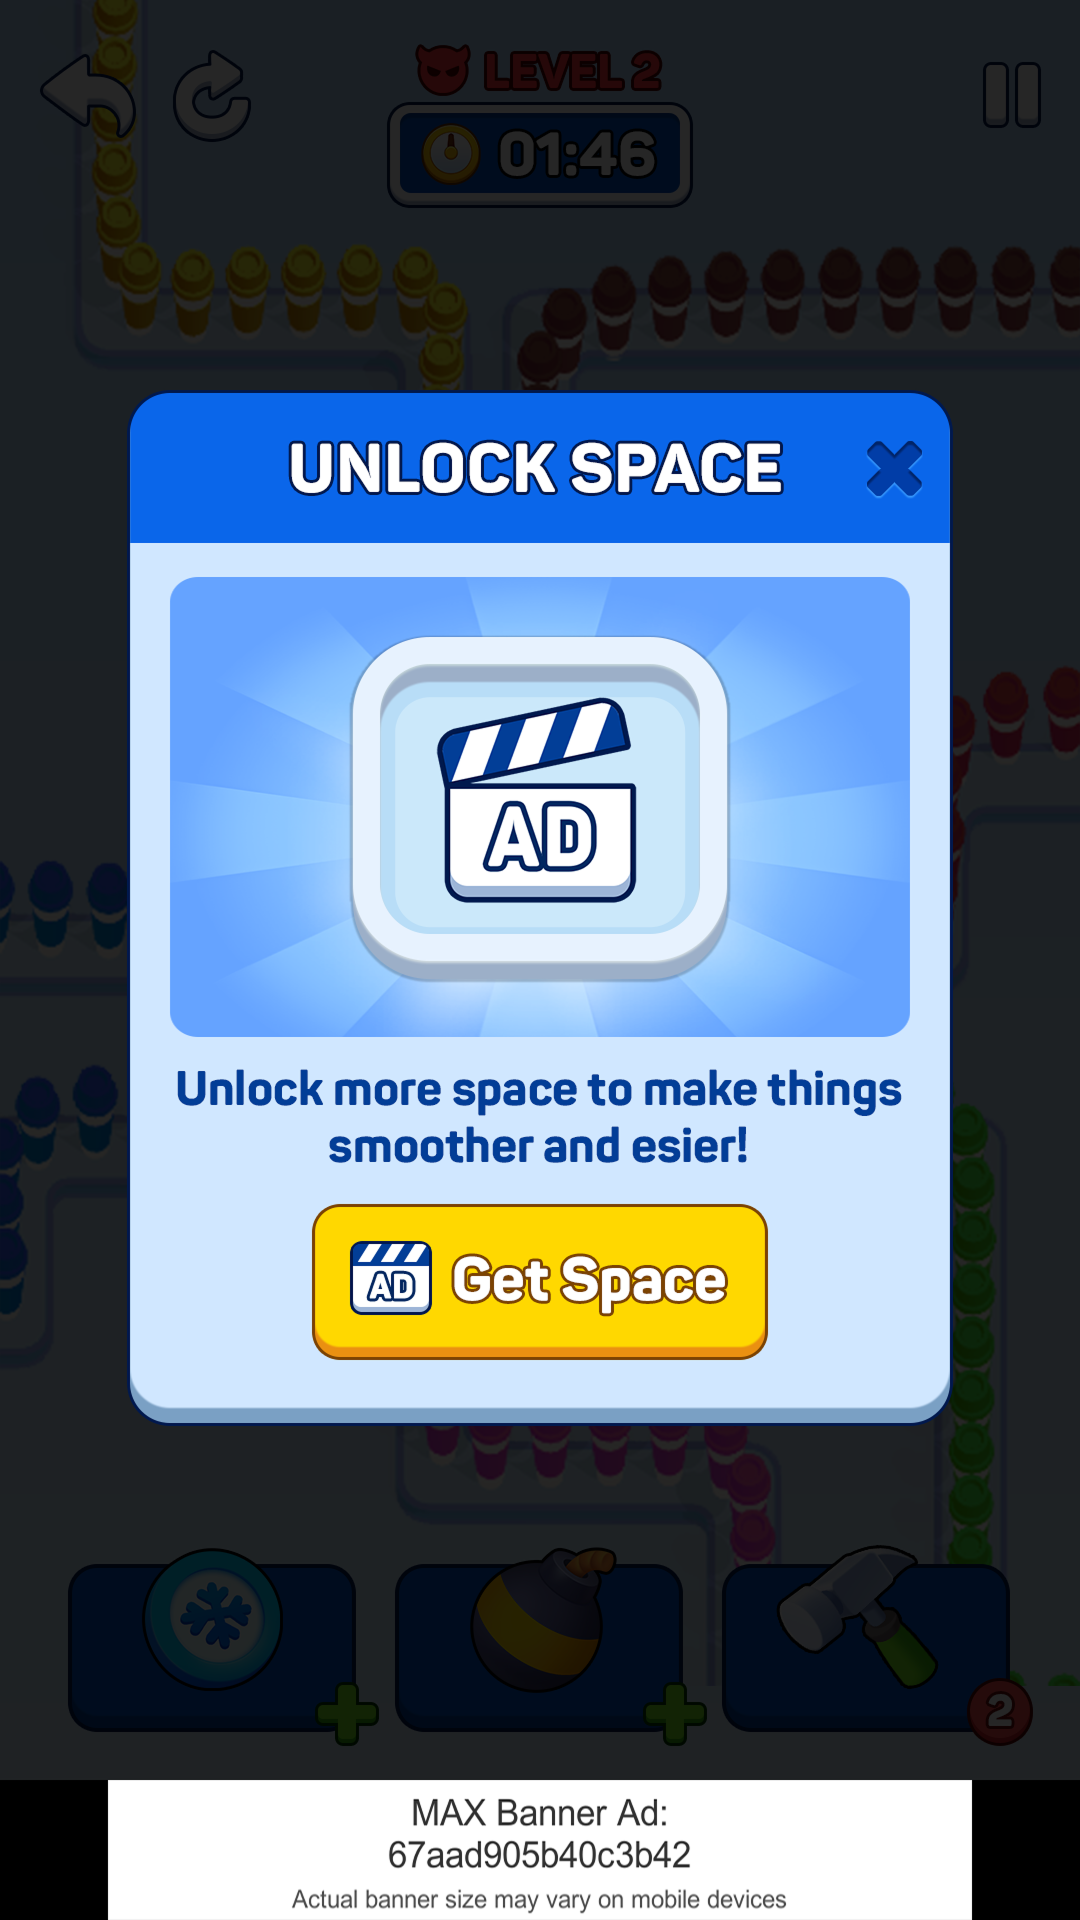 LEVEL 2
01:46
UNLOCK SPACE
AD
Unlock more space to make things
smoother and esier!
AD Get Space
2
MAX Banner Ad:
67aad905b40c3b42
Actual banner size may vary on mobile devices